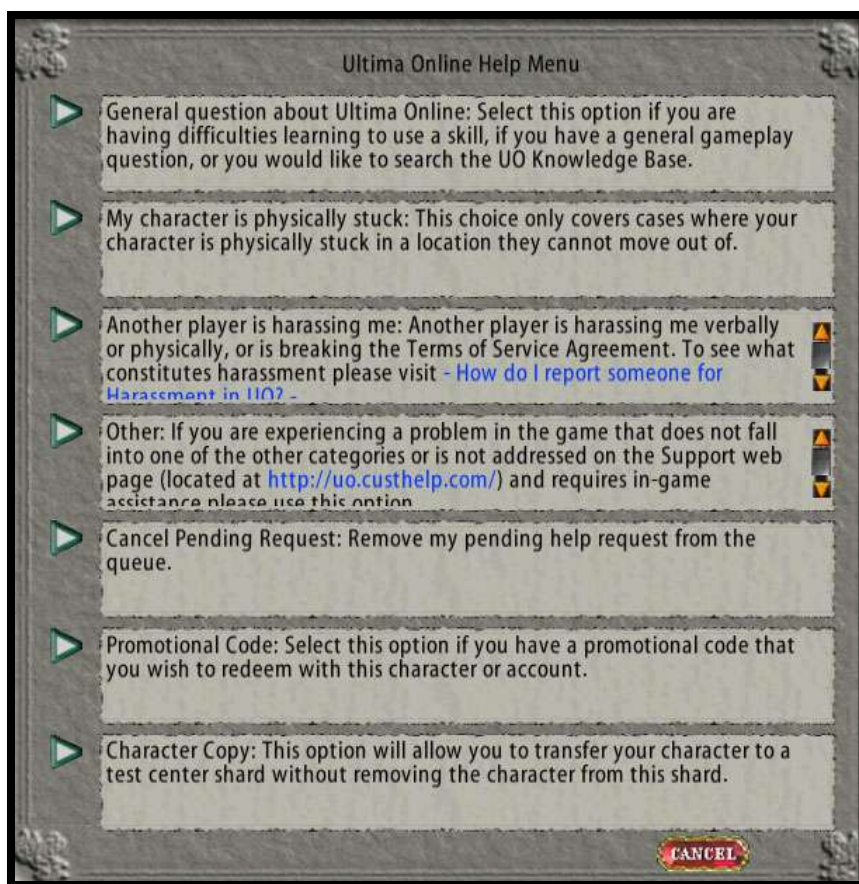 Ultima Online Help Menu
General question about Ultima Online: Select this option if you are
having difficulties learning to use a skill, if you have a general gameplay
question, or you would like to search the UO Knowledge Base.
My character is physically stuck: This choice only covers cases where your
character is physically stuck in a location they cannot move out of.
Another player is harassing me: Another player is harassing me verbally
or physically, or is breaking the Terms of Service Agreement. To see what
constitutes harassment please visit - How do I report someone for
Harassment in UO? -
Other: If you are experiencing a problem in the game that does not fall
into one of the other categories or is not addressed on the Support web
page (located at http://uo.custhelp.com/) and requires in-game
assistance please use this option
Cancel Pending Request: Remove my pending help request from the
queue.
Promotional Code: Select this option if you have a promotional code that
you wish to redeem with this character or account.
Character Copy: This option will allow you to transfer your character to a
test center shard without removing the character from this shard.
CANCEL